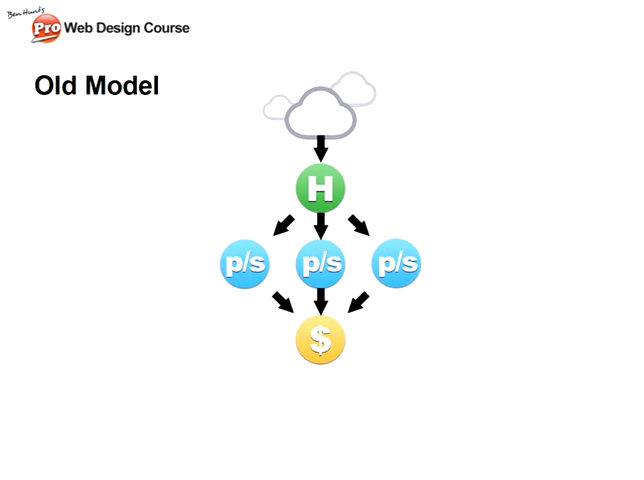 Ben Hunt's
Pro Web Design Course
Old Model
H
p/s p/s p/s
$